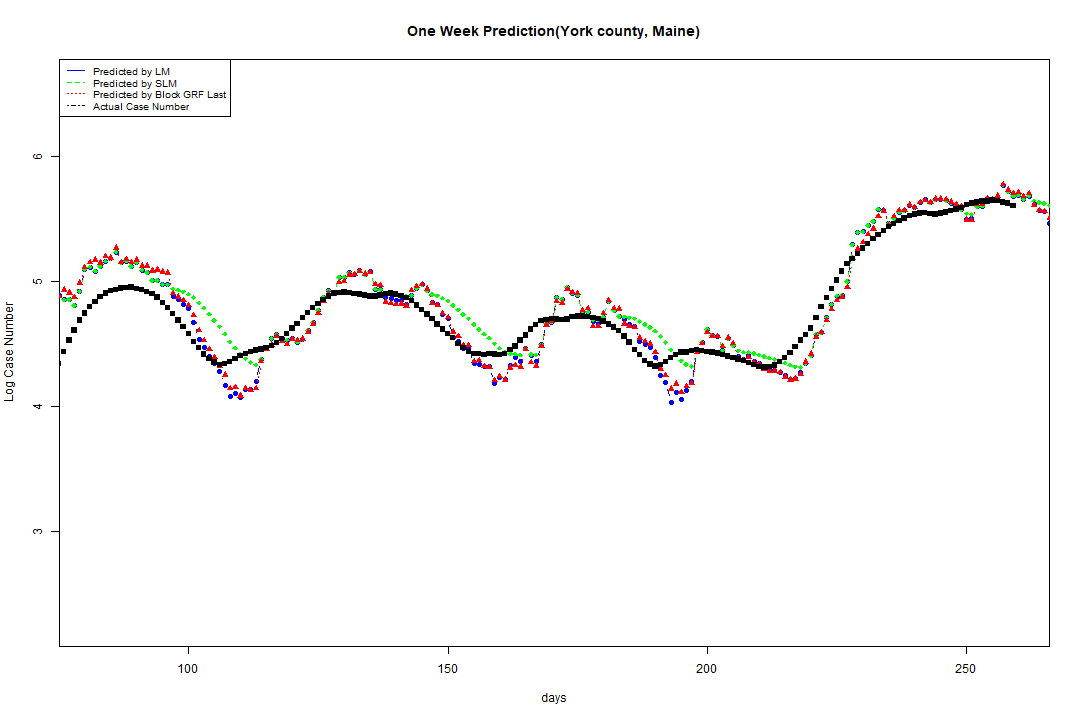 One Week Prediction(York county, Maine)
Predicted by LM
Predicted by SLM
Predicted by Block GRF Last
Actual Case Number
6
5
4
3
Log Case Number
100 150 200 250
days